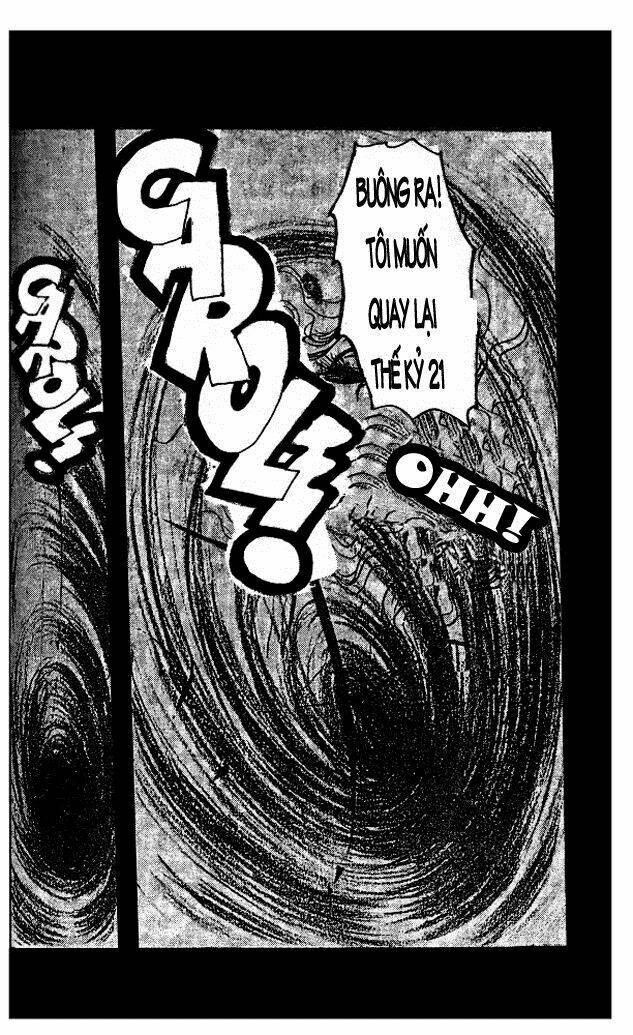 CAROL!
BUÔNG RA!
TÔI MUỐN
QUAY LẠI
THẾ KỶ 21
OHH!
CAROL!